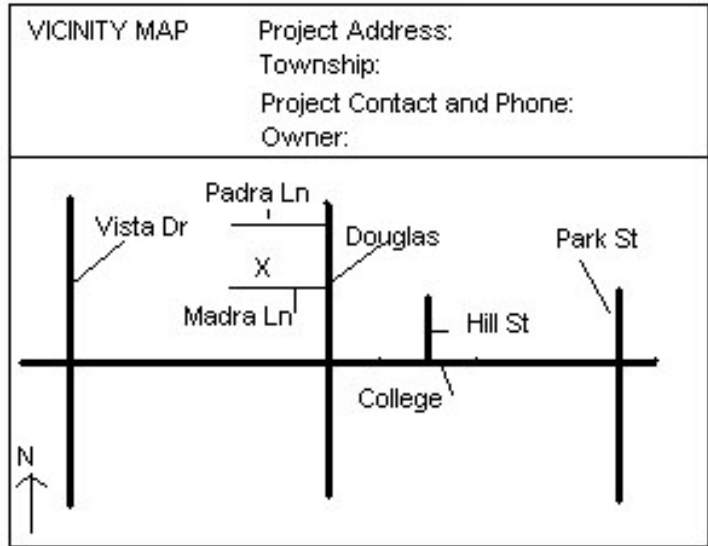 VICINITY MAP
Project Address:
Township:
Project Contact and Phone:
Owner:
Padra Ln
Vista Dr
Douglas
Park St
X
Madra Ln
Hill St
College
N